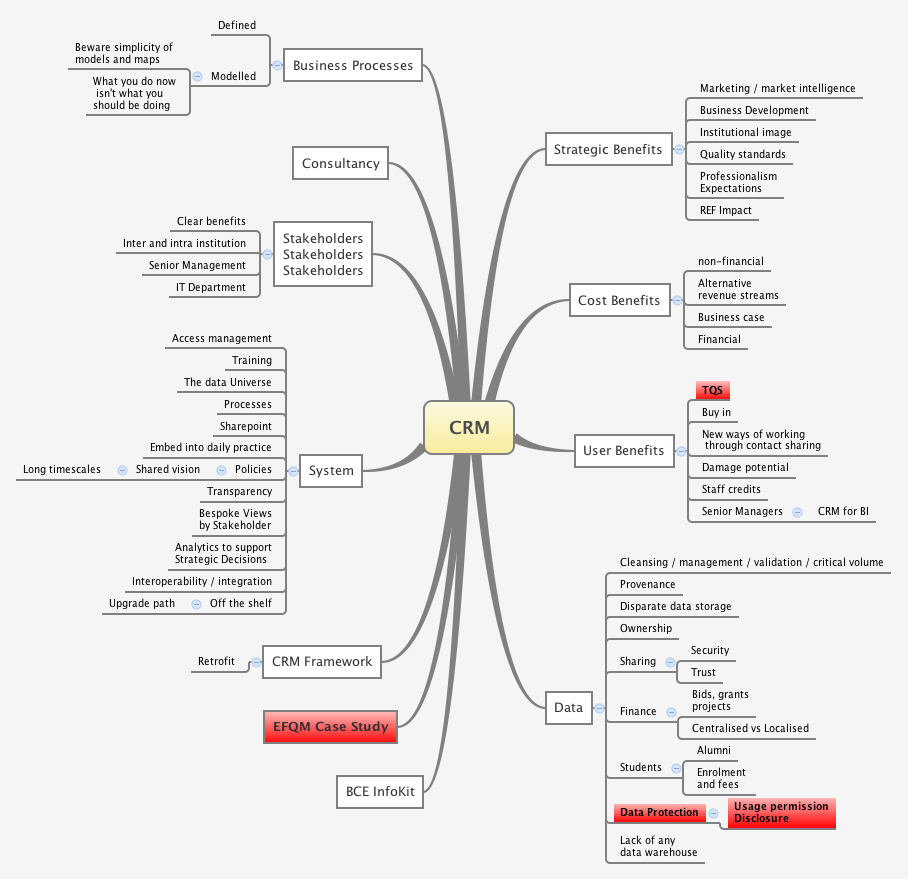 CRM
Business Processes
Defined
Modelled
Beware simplicity of
models and maps
What you do now
isn't what you
should be doing
Consultancy
Stakeholders
Stakeholders
Stakeholders
Clear benefits
Inter and intra institution
Senior Management
IT Department
System
Access management
Training
The data Universe
Processes
Sharepoint
Embed into daily practice
Policies
Shared vision
Long timescales
Transparency
Bespoke Views
by Stakeholder
Analytics to support
Strategic Decisions
Interoperability / integration
Off the shelf
Upgrade path
CRM Framework
Retrofit
EFQM Case Study
BCE InfoKit
Strategic Benefits
Marketing / market intelligence
Business Development
Institutional image
Quality standards
Professionalism
Expectations
REF Impact
Cost Benefits
non-financial
Alternative
revenue streams
Business case
Financial
User Benefits
TQS
Buy in
New ways of working
through contact sharing
Damage potential
Staff credits
Senior Managers
CRM for BI
Data
Cleansing / management / validation / critical volume
Provenance
Disparate data storage
Ownership
Sharing
Security
Trust
Finance
Bids, grants
projects
Centralised vs Localised
Students
Alumni
Enrolment
and fees
Data Protection
Usage permission
Disclosure
Lack of any
data warehouse